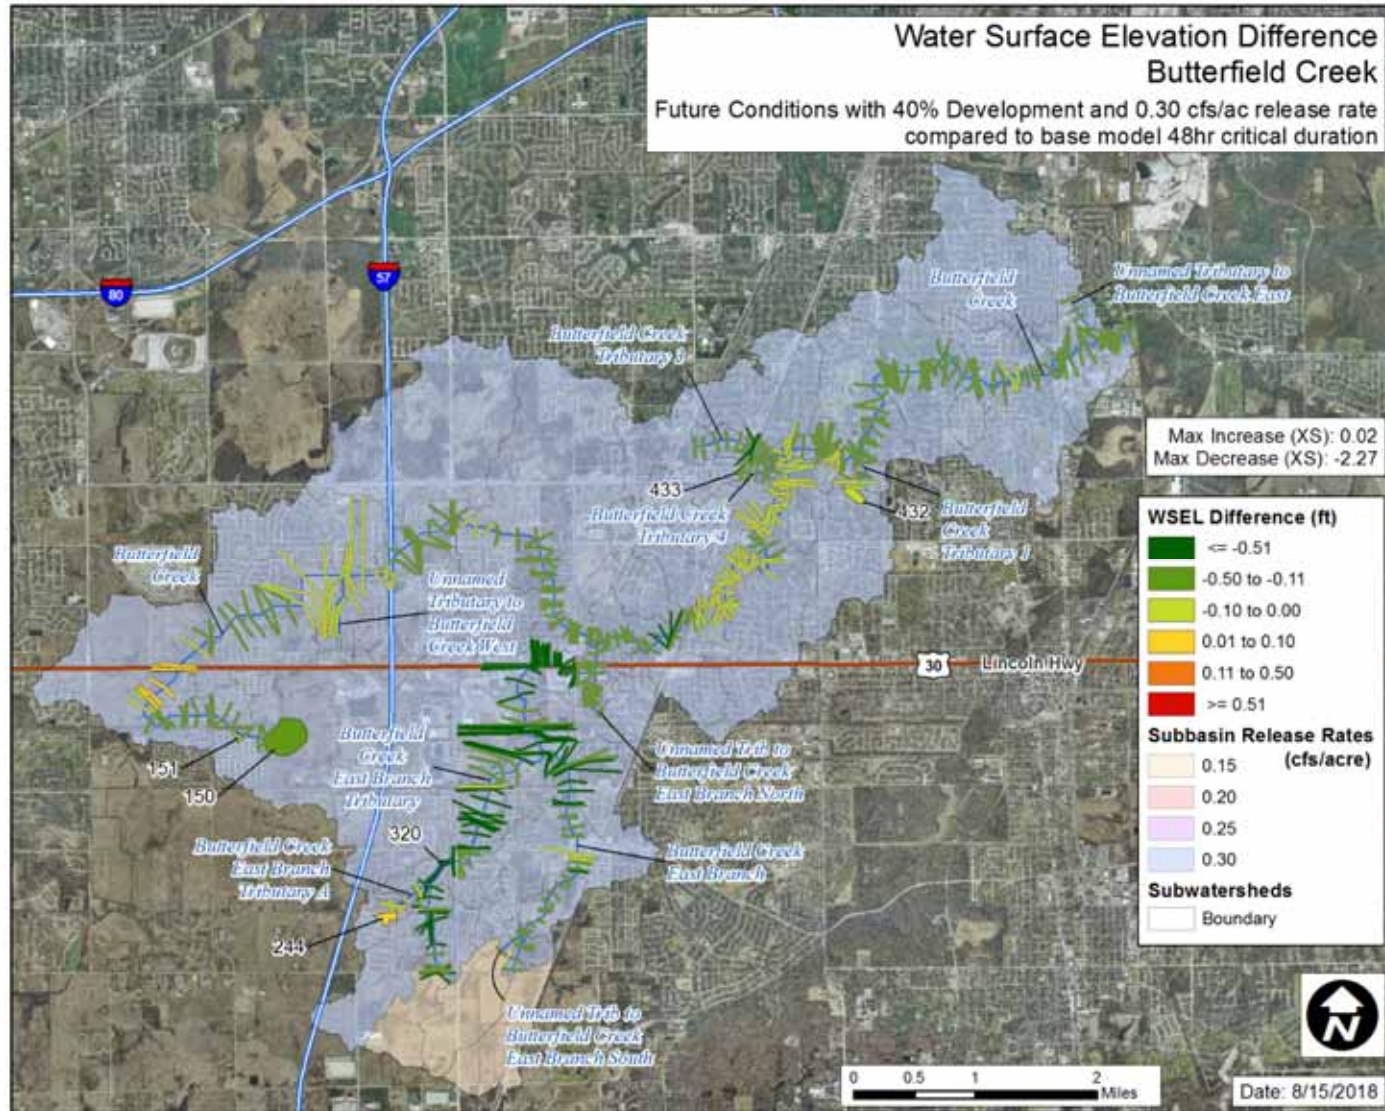 Water Surface Elevation Difference
Butterfield Creek
Future Conditions with 40% Development and 0.30 cfs/ac release rate
compared to base model 48hr critical duration
80
57
Butterfield
Creek
Unnamed Tributary to
Butterfield Creek East
Butterfield Creek
Tributary 3
Max Increase (XS): 0.02
Max Decrease (XS): -2.27
433
Butterfield Creek
Tributary 4
432
Butterfield
Creek
Tributary 1
Butterfield
Creek
Unnamed
Tributary to
Butterfield
Creek West
30
Lincoln Hwy
151
150
Butterfield
Creek
East Branch
Tributary
Unnamed Trib to
Butterfield Creek
East Branch North
320
Butterfield Creek
East Branch
Tributary A
Butterfield Creek
East Branch
244
Unnamed Trib to
Butterfield Creek
East Branch South
WSEL Difference (ft)
<= -0.51
-0.50 to -0.11
-0.10 to 0.00
0.01 to 0.10
0.11 to 0.50
>= 0.51
Subbasin Release Rates
(cfs/acre)
0.15
0.20
0.25
0.30
Subwatersheds
Boundary
N
0 0.5 1 2
Miles
Date: 8/15/2018